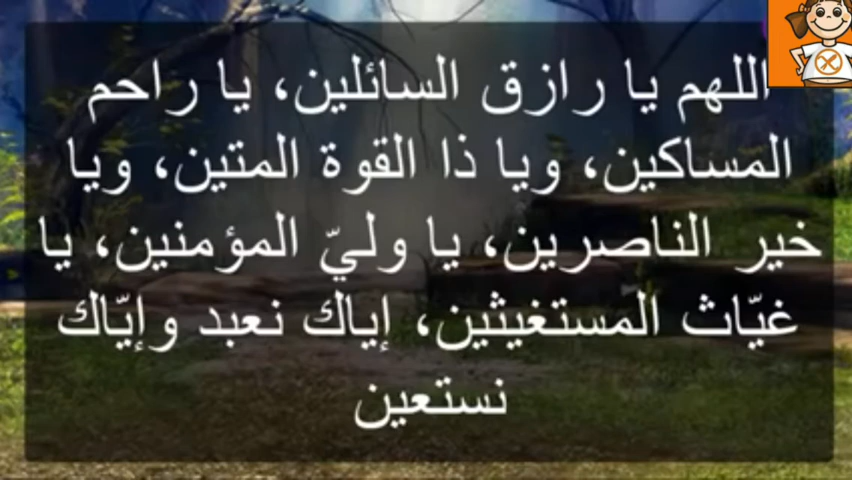 اللهم يا رازق السائلين، يا راحم
المساكين، ويا ذا القوة المتين، ويا
خير الناصرين، يا وليّ المؤمنين، يا
غيّاث المستغيثين، إياك نعبد وإيّاك
نستعين